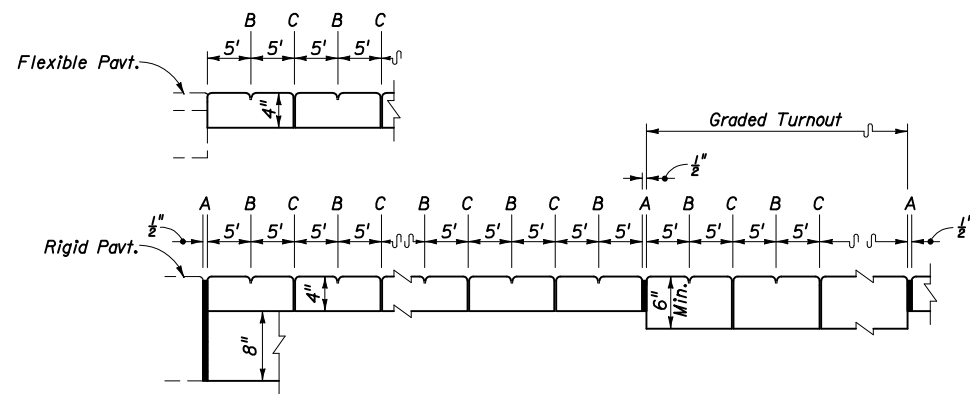 B C B C
5' 5' 5' 5'
Flexible Pavt.
4"
Graded Turnout
1/2"
A B C B C B C B C B A B C B C A
1/2" 5' 5' 5' 5' 5' 5' 5' 5' 5' 5' 5' 5' 5' 1/2"
Rigid Pavt.
4"
6" Min.
8"